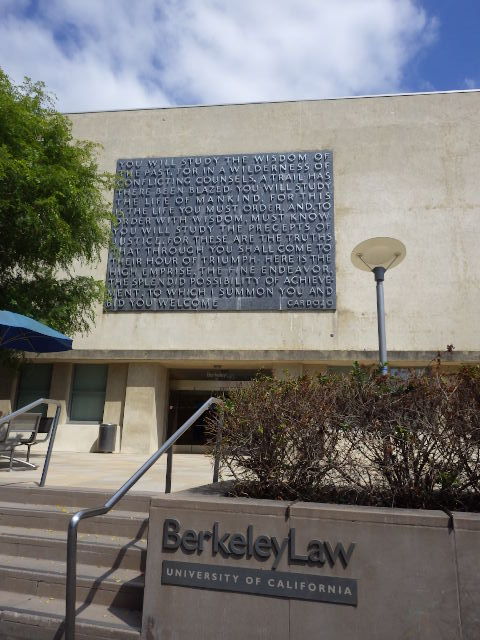 YOU WILL STUDY THE WISDOM OF
THE PAST, FOR IN A WILDERNESS OF
CONFLICTING COUNSELS, A TRAIL HAS
THERE BEEN BLAZED. YOU WILL STUDY
THE LIFE OF MANKIND, FOR THIS
IS THE LIFE YOU MUST ORDER, AND, TO
ORDER WITH WISDOM, MUST KNOW.
YOU WILL STUDY THE PRECEPTS OF
JUSTICE, FOR THESE ARE THE TRUTHS
THAT THROUGH YOU SHALL COME TO
THEIR HOUR OF TRIUMPH. HERE IS THE
HIGH EMPRISE, THE FINE ENDEAVOR,
THE SPLENDID POSSIBILITY OF ACHIEVE-
MENT, TO WHICH I SUMMON YOU AND
BID YOU WELCOME. CARDOZO
BerkeleyLaw
BerkeleyLaw
UNIVERSITY OF CALIFORNIA